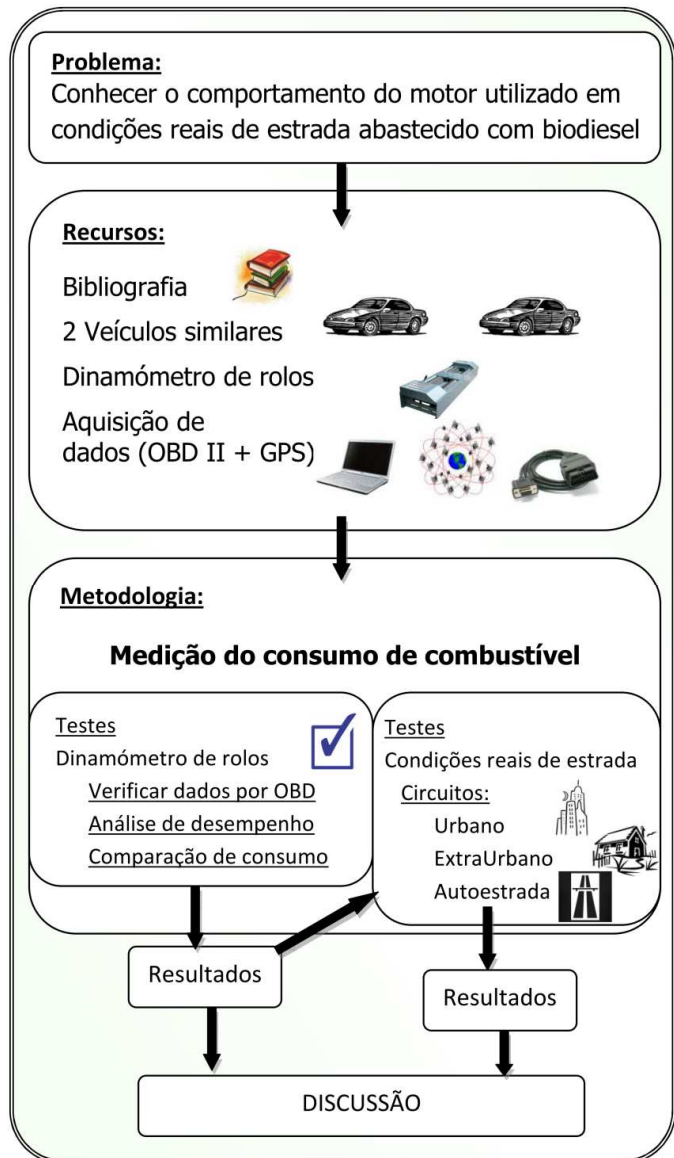 Problema:
Conhecer o comportamento do motor utilizado em
condições reais de estrada abastecido com biodiesel
Recursos:
Bibliografia
2 Veículos similares
Dinamómetro de rolos
Aquisição de
dados (OBD II + GPS)
Metodologia:
Medição do consumo de combustível
Testes
Dinamómetro de rolos
Verificar dados por OBD
Análise de desempenho
Comparação de consumo
Testes
Condições reais de estrada
Circuitos:
Urbano
ExtraUrbano
Autoestrada
Resultados
Resultados
DISCUSSÃO